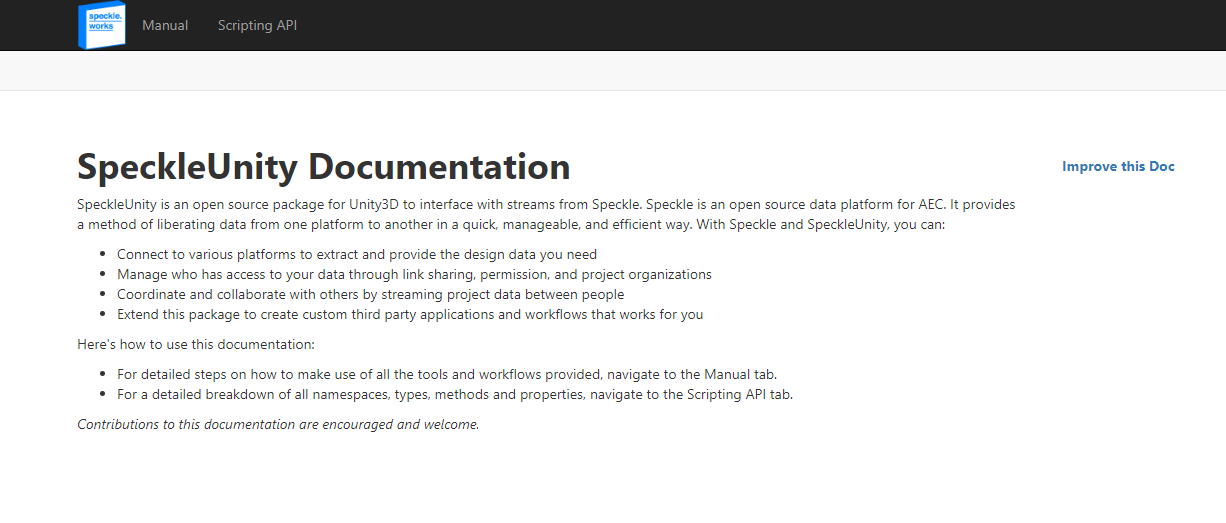 speckle.
works
Manual
Scripting API
SpeckleUnity Documentation
Improve this Doc
SpeckleUnity is an open source package for Unity3D to interface with streams from Speckle. Speckle is an open source data platform for AEC. It provides
a method of liberating data from one platform to another in a quick, manageable, and efficient way. With Speckle and SpeckleUnity, you can:
• Connect to various platforms to extract and provide the design data you need
• Manage who has access to your data through link sharing, permission, and project organizations
• Coordinate and collaborate with others by streaming project data between people
• Extend this package to create custom third party applications and workflows that works for you
Here's how to use this documentation:
• For detailed steps on how to make use of all the tools and workflows provided, navigate to the Manual tab.
• For a detailed breakdown of all namespaces, types, methods and properties, navigate to the Scripting API tab.
Contributions to this documentation are encouraged and welcome.